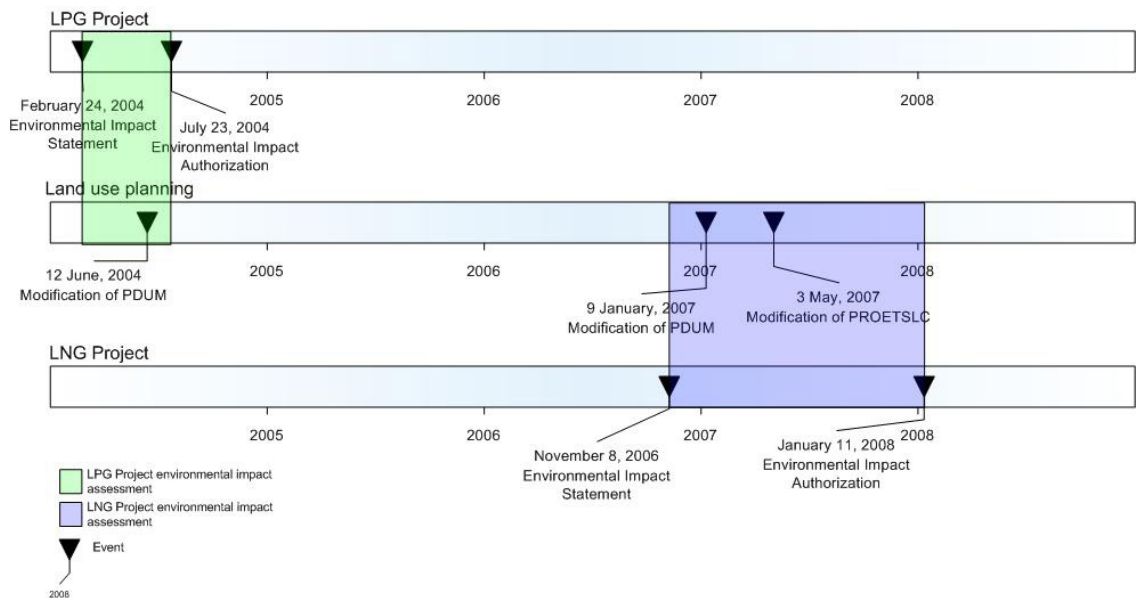 LPG Project
2005 2006 2007 2008
February 24, 2004
Environmental Impact
Statement
July 23, 2004
Environmental Impact
Authorization
Land use planning
2005 2006 2007 2008
12 June, 2004
Modification of PDUM
9 January, 2007
Modification of PDUM
3 May, 2007
Modification of PROETSLC
LNG Project
2005 2006 2007 2008
November 8, 2006
Environmental Impact
Statement
January 11, 2008
Environmental Impact
Authorization
LPG Project environmental impact
assessment
LNG Project environmental impact
assessment
Event
2008